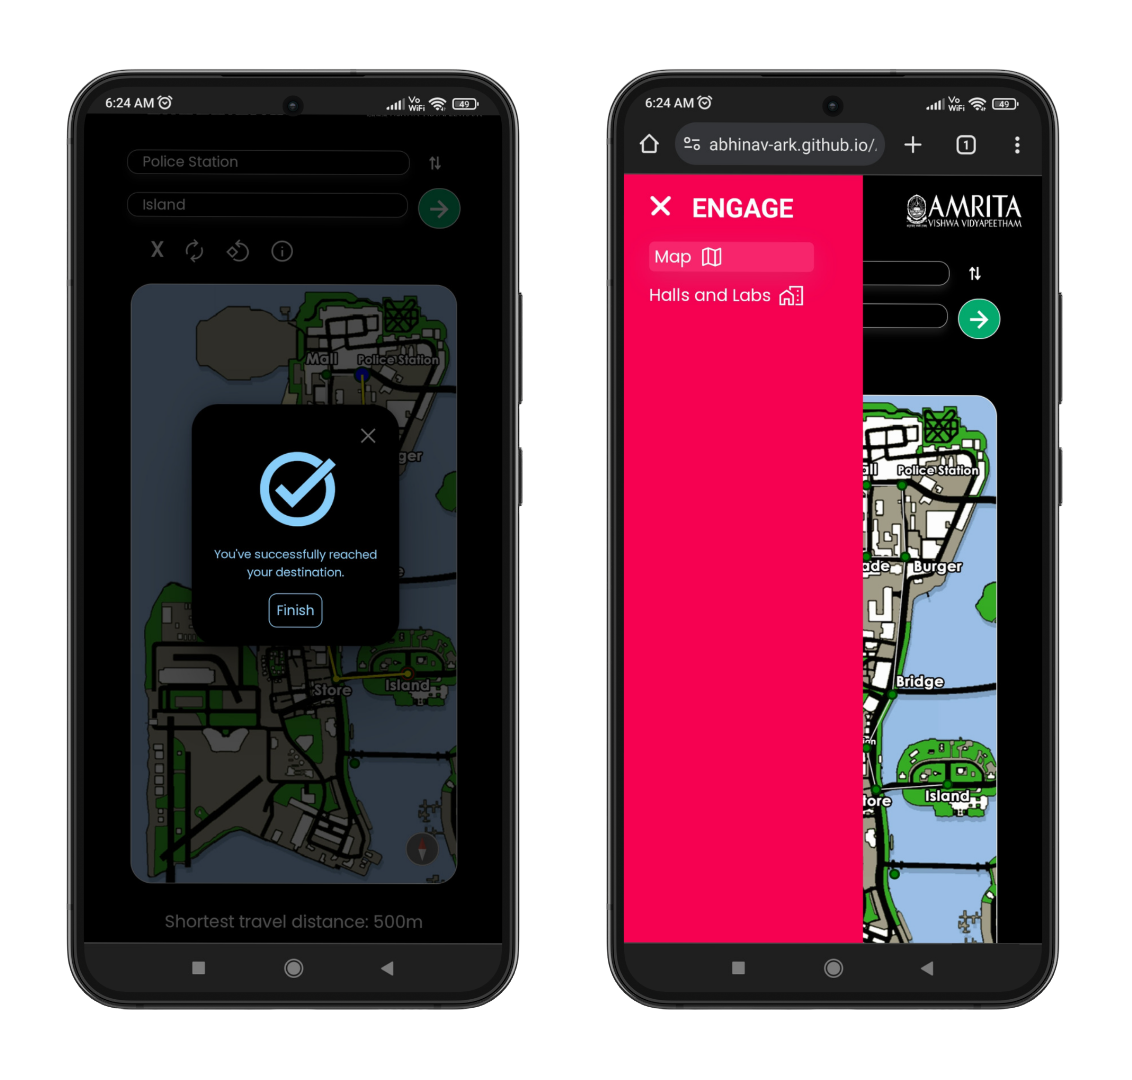 6:24 AM
Vo
WiFi
49
Police Station
Island
X
Mall
Police Station
ger
e
Store
Island
You've successfully reached
your destination.
Finish
Shortest travel distance: 500m
6:24 AM
Vo
WiFi
49
abhinav-ark.github.io/
1
ENGAGE
AMRITA
VISHWA VIDYAPEETHAM
Map
Halls and Labs
all
Police Station
ade
Burger
Bridge
tore
Island